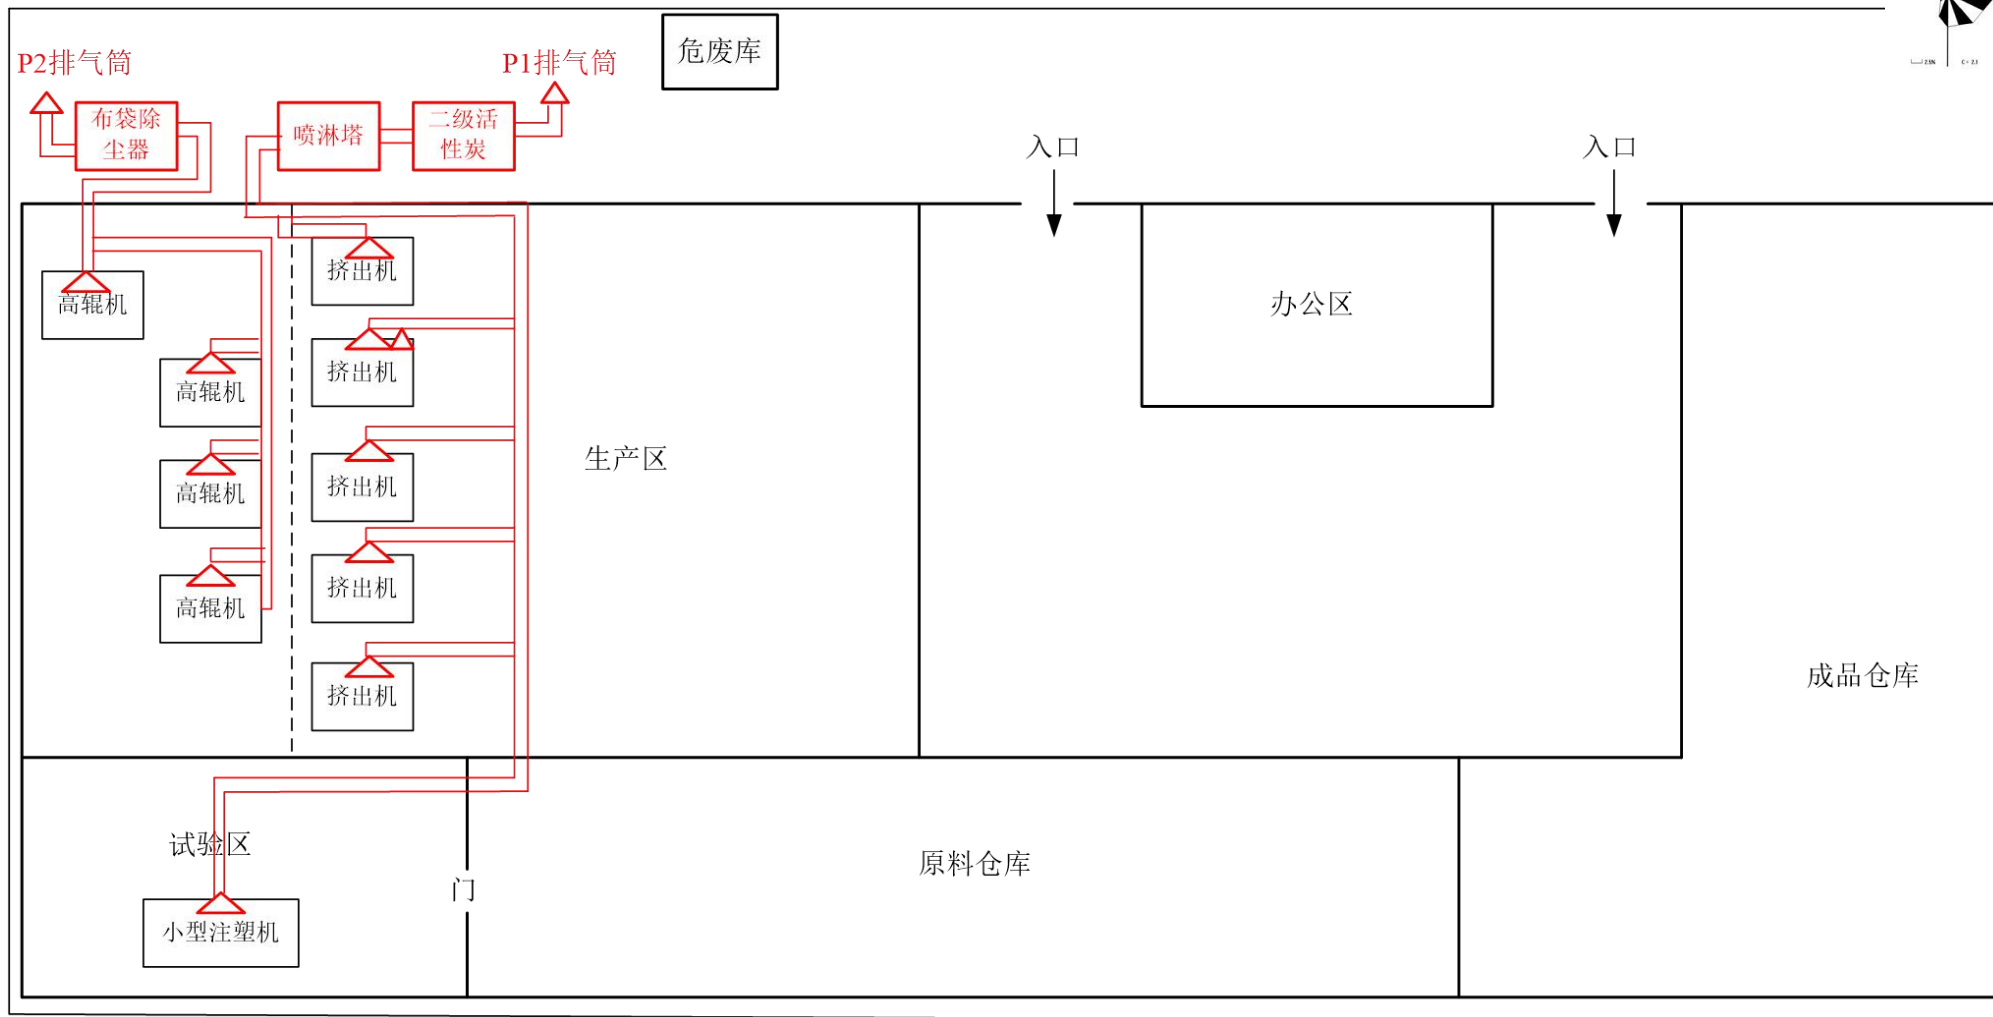 危废库
P2排气筒
P1排气筒
布袋除
尘器
喷淋塔
二级活
性炭
入口
入口
高辊机
高辊机
高辊机
高辊机
挤出机
挤出机
挤出机
挤出机
挤出机
生产区
办公区
成品仓库
试验区
小型注塑机
门
原料仓库